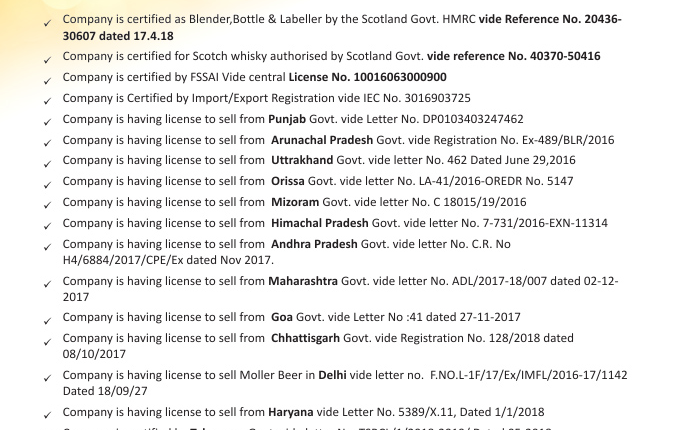 Company is certified as Blender,Bottle & Labeller by the Scotland Govt. HMRC vide Reference No. 20436-
30607 dated 17.4.18
Company is certified for Scotch whisky authorised by Scotland Govt. vide reference No. 40370-50416
Company is certified by FSSAI Vide central License No. 10016063000900
Company is Certified by Import/Export Registration vide IEC No. 3016903725
Company is having license to sell from Punjab Govt. vide Letter No. DP0103403247462
Company is having license to sell from Arunachal Pradesh Govt. vide Registration No. Ex-489/BLR/2016
Company is having license to sell from Uttrakhand Govt. vide letter No. 462 Dated June 29,2016
Company is having license to sell from Orissa Govt. vide letter No. LA-41/2016-OREDR No. 5147
Company is having license to sell from Mizoram Govt. vide letter No. C 18015/19/2016
Company is having license to sell from Himachal Pradesh Govt. vide letter No. 7-731/2016-EXN-11314
Company is having license to sell from Andhra Pradesh Govt. vide letter No. C.R. No
H4/6884/2017/CPE/Ex dated Nov 2017.
Company is having license to sell from Maharashtra Govt. vide letter No. ADL/2017-18/007 dated 02-12-
2017
Company is having license to sell from Goa Govt. vide Letter No :41 dated 27-11-2017
Company is having license to sell from Chhattisgarh Govt. vide Registration No. 128/2018 dated
08/10/2017
Company is having license to sell Moller Beer in Delhi vide letter no. F.NO.L-1F/17/Ex/IMFL/2016-17/1142
Dated 18/09/27
Company is having license to sell from Haryana vide Letter No. 5389/X.11, Dated 1/1/2018